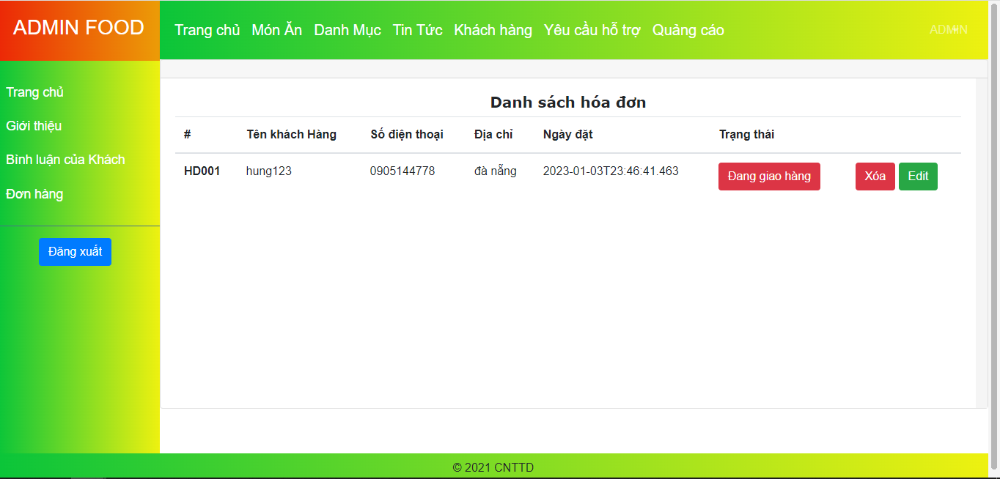 ADMIN FOOD
Trang chủ Món Ăn Danh Mục Tin Tức Khách hàng Yêu cầu hỗ trợ Quảng cáo ADMIN
Trang chủ
Giới thiệu
Bình luận của Khách
Đơn hàng
Đăng xuất
Danh sách hóa đơn
# Tên khách Hàng Số điện thoại Địa chỉ Ngày đặt Trạng thái
HD001 hung123 0905144778 đà nẵng 2023-01-03T23:46:41.463 Đang giao hàng Xóa Edit
© 2021 CNTTD